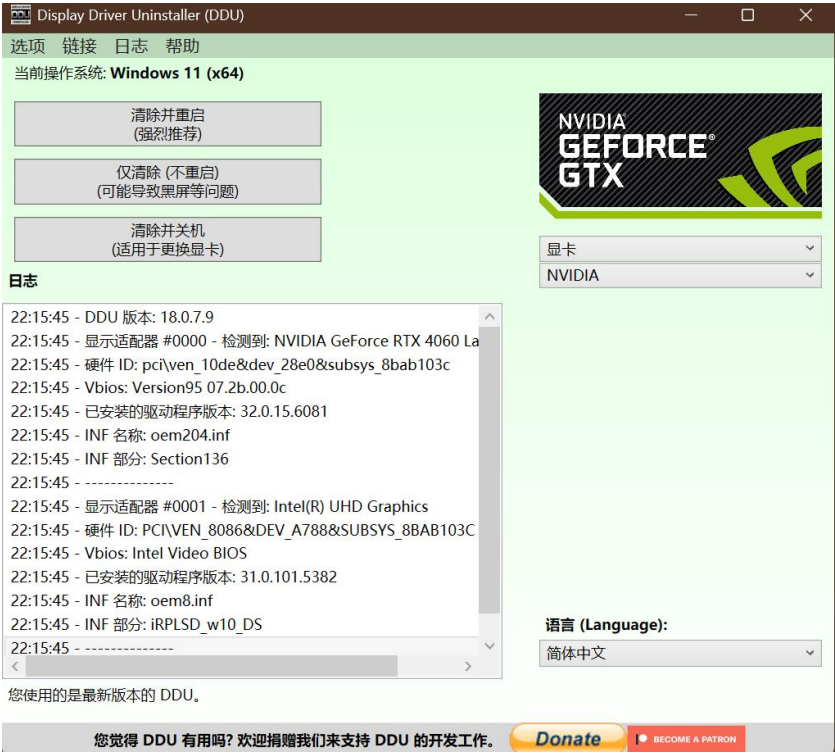 Display Driver Uninstaller (DDU)
选项 链接 日志 帮助
当前操作系统: Windows 11 (x64)
清除并重启
(强烈推荐)
仅清除 (不重启)
(可能导致黑屏等问题)
清除并关机
(适用于更换显卡)
NVIDIA
GEFORCE®
GTX
显卡
NVIDIA
日志
22:15:45 - DDU 版本: 18.0.7.9
22:15:45 - 显示适配器 #0000 - 检测到: NVIDIA GeForce RTX 4060 La
22:15:45 - 硬件 ID: pci\ven_10de&dev_28e0&subsys_8bab103c
22:15:45 - Vbios: Version95 07.2b.00.0c
22:15:45 - 已安装的驱动程序版本: 32.0.15.6081
22:15:45 - INF 名称: oem204.inf
22:15:45 - INF 部分: Section136
22:15:45 - --------------
22:15:45 - 显示适配器 #0001 - 检测到: Intel(R) UHD Graphics
22:15:45 - 硬件 ID: PCI\VEN_8086&DEV_A788&SUBSYS_8BAB103C
22:15:45 - Vbios: Intel Video BIOS
22:15:45 - 已安装的驱动程序版本: 31.0.101.5382
22:15:45 - INF 名称: oem8.inf
22:15:45 - INF 部分: iRPLSD_w10_DS
22:15:45 - --------------
语言 (Language):
简体中文
您使用的是最新版本的 DDU。
您觉得 DDU 有用吗? 欢迎捐赠我们来支持 DDU 的开发工作。
Donate
BECOME A PATRON